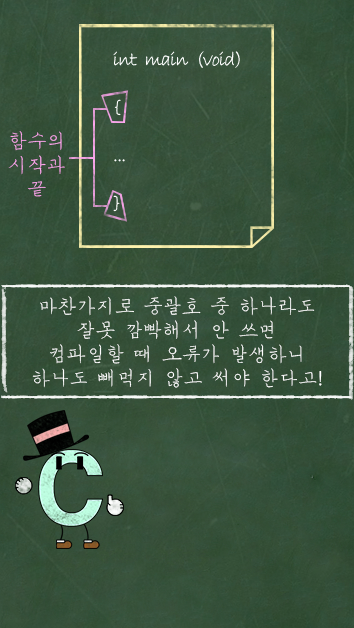 int main (void)
{
함수의
시작과
끝
...
}
마찬가지로 중괄호 중 하나라도
잘못 깜빡해서 안 쓰면
컴파일할 때 오류가 발생하니
하나도 빼먹지 않고 써야 한다고!
C